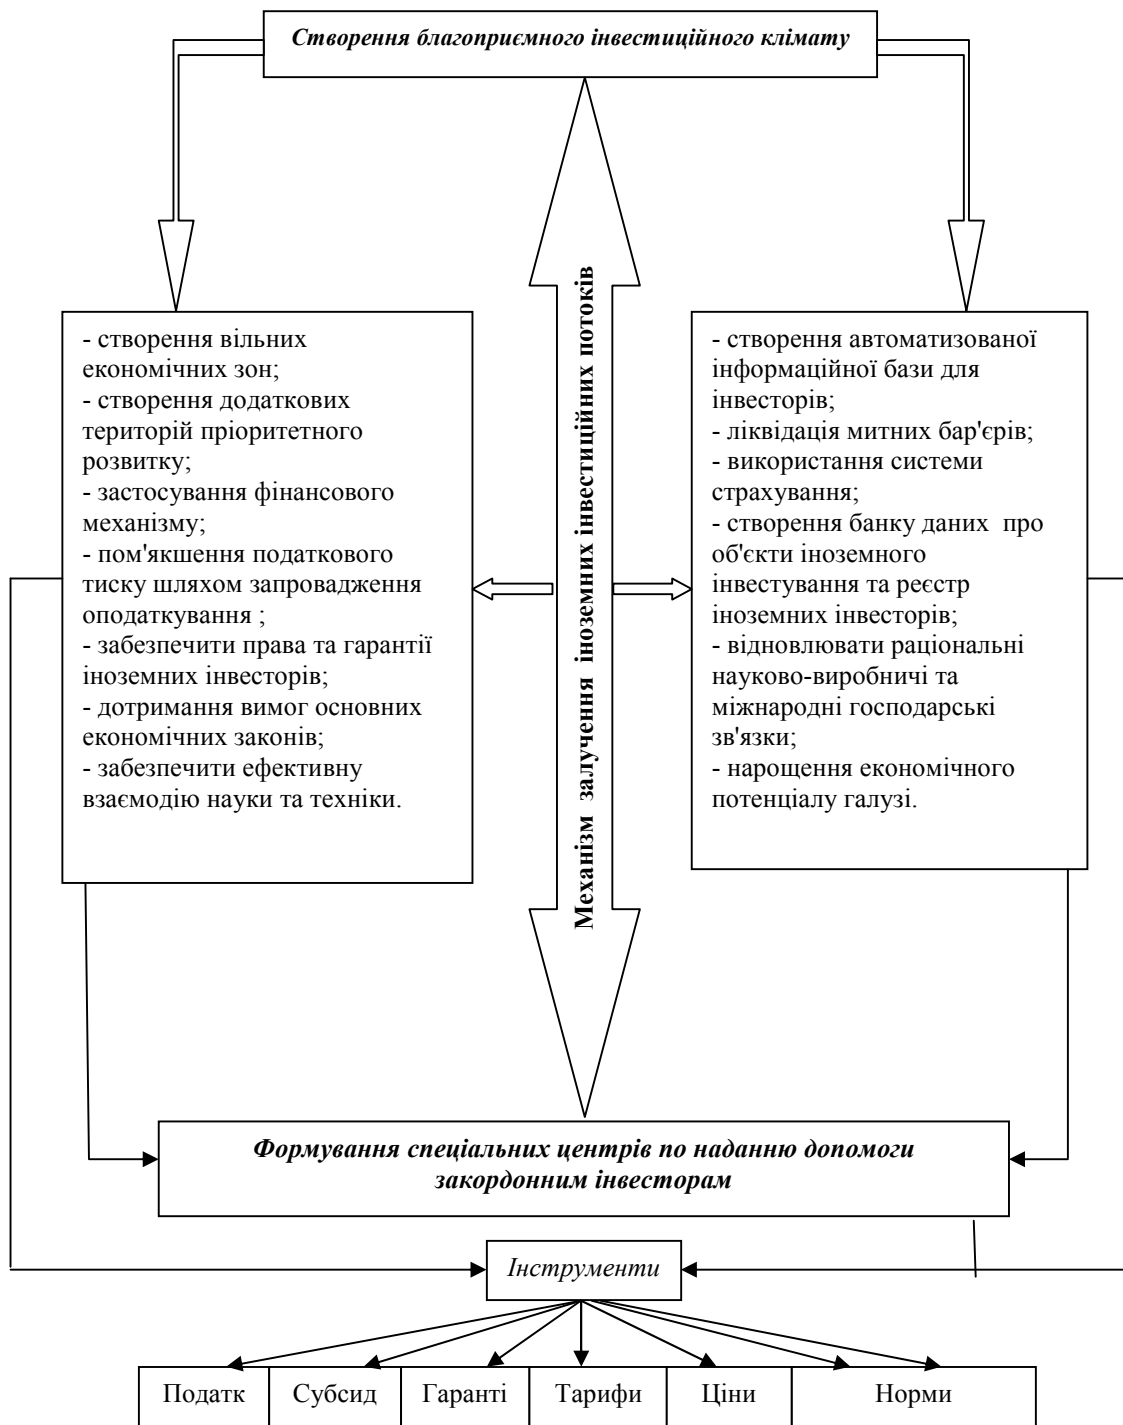 Створення благоприємного інвестиційного клімату
- створення вільних
економічних зон;
- створення додаткових
територій пріоритетного
розвитку;
- застосування фінансового
механізму;
- пом'якшення податкового
тиску шляхом запровадження
оподаткування ;
- забезпечити права та гарантії
іноземних інвесторів;
- дотримання вимог основних
економічних законів;
- забезпечити ефективну
взаємодію науки та техніки.
Механізм залучення іноземних інвестиційних потоків
- створення автоматизованої
інформаційної бази для
інвесторів;
- ліквідація митних бар'єрів;
- використання системи
страхування;
- створення банку даних про
об'єкти іноземного
інвестування та реєстр
іноземних інвесторів;
- відновлювати раціональні
науково-виробничі та
міжнародні господарські
зв'язки;
- нарощення економічного
потенціалу галузі.
Формування спеціальних центрів по наданню допомоги
закордонним інвесторам
Інструменти
Податк
Субсид
Гаранті
Тарифи
Ціни
Норми